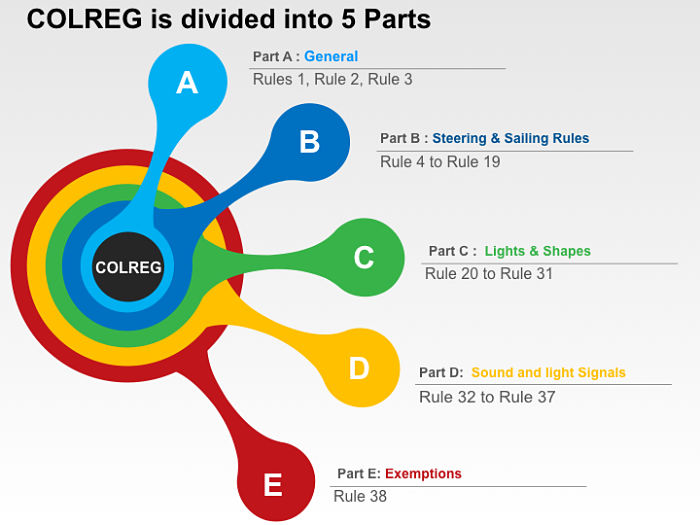 COLREG is divided into 5 Parts
A
Part A : General
Rules 1, Rule 2, Rule 3
B
Part B : Steering & Sailing Rules
Rule 4 to Rule 19
COLREG
C
Part C : Lights & Shapes
Rule 20 to Rule 31
D
Part D: Sound and light Signals
Rule 32 to Rule 37
E
Part E: Exemptions
Rule 38